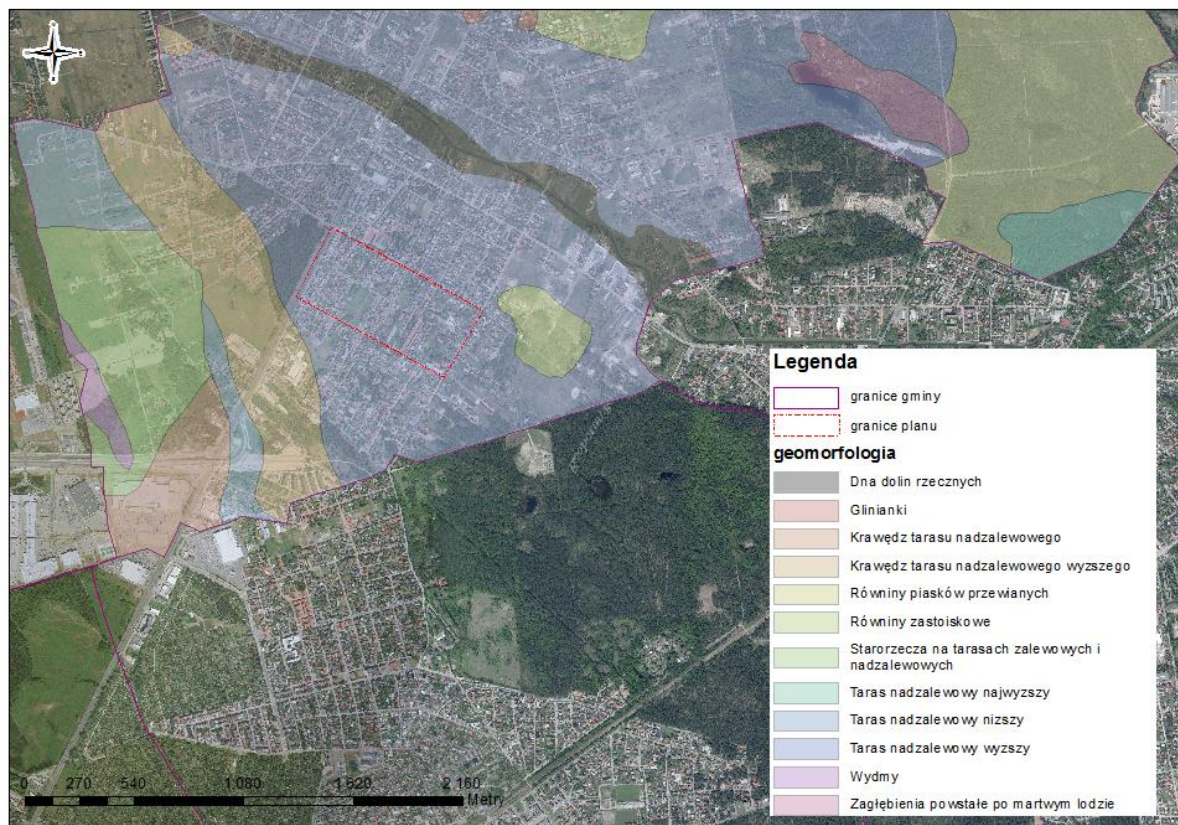 Legenda
granice gminy
granice planu
geomorfologia
Dna dolin rzecznych
Glinianki
Krawędz tarasu nadzalewowego
Krawędz tarasu nadzalewowego wyzszego
Równiny piasków przewianych
Równiny zastoiskowe
Starorzecza na tarasach zalewowych i
nadzalewowych
Taras nadzalewowy najwyzszy
Taras nadzalewowy nizszy
Taras nadzalewowy wyzszy
Wydmy
Zagłębienia powstałe po martwym lodzie
0 270 540 1 080 1 620 2 160
Metry